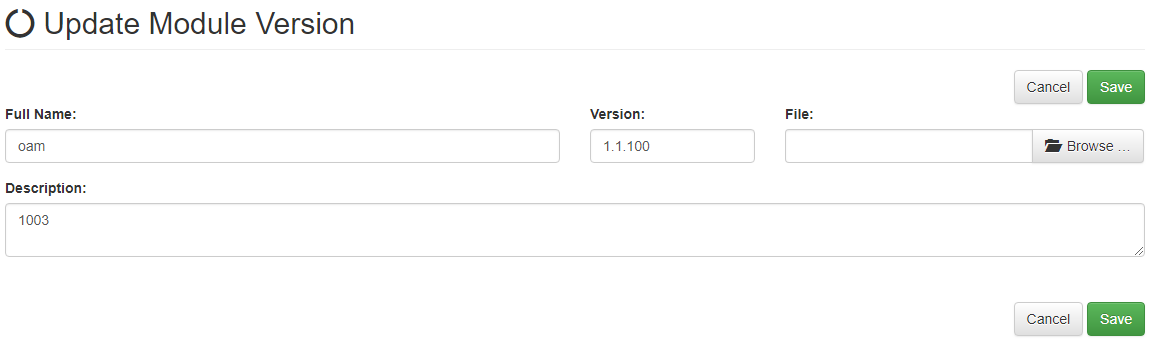 Update Module Version
Cancel Save
Full Name: Version: File:
oam 1.1.100 Browse ...
Description:
1003
Cancel Save